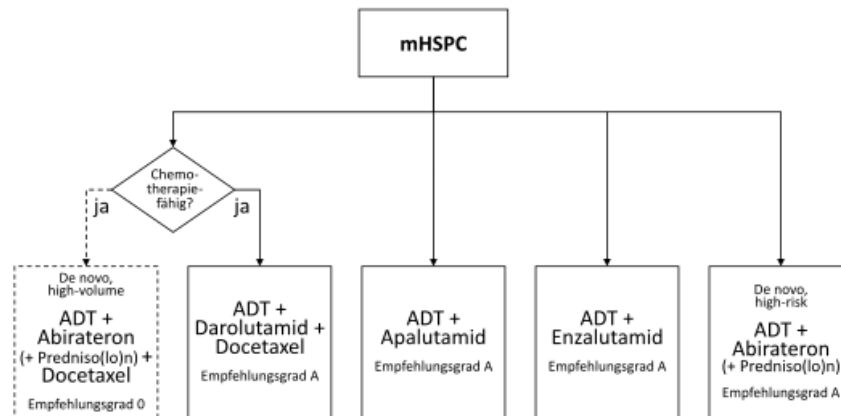 mHSPC
Chemo-
therapie-
fähig?
ja
ja
De novo,
high-volume
ADT +
Abirateron
(+ Predniso(lo)n) +
Docetaxel
Empfehlungsgrad 0
ADT +
Darolutamid +
Docetaxel
Empfehlungsgrad A
ADT +
Apalutamid
Empfehlungsgrad A
ADT +
Enzalutamid
Empfehlungsgrad A
De novo,
high-risk
ADT +
Abirateron
(+ Predniso(lo)n)
Empfehlungsgrad A